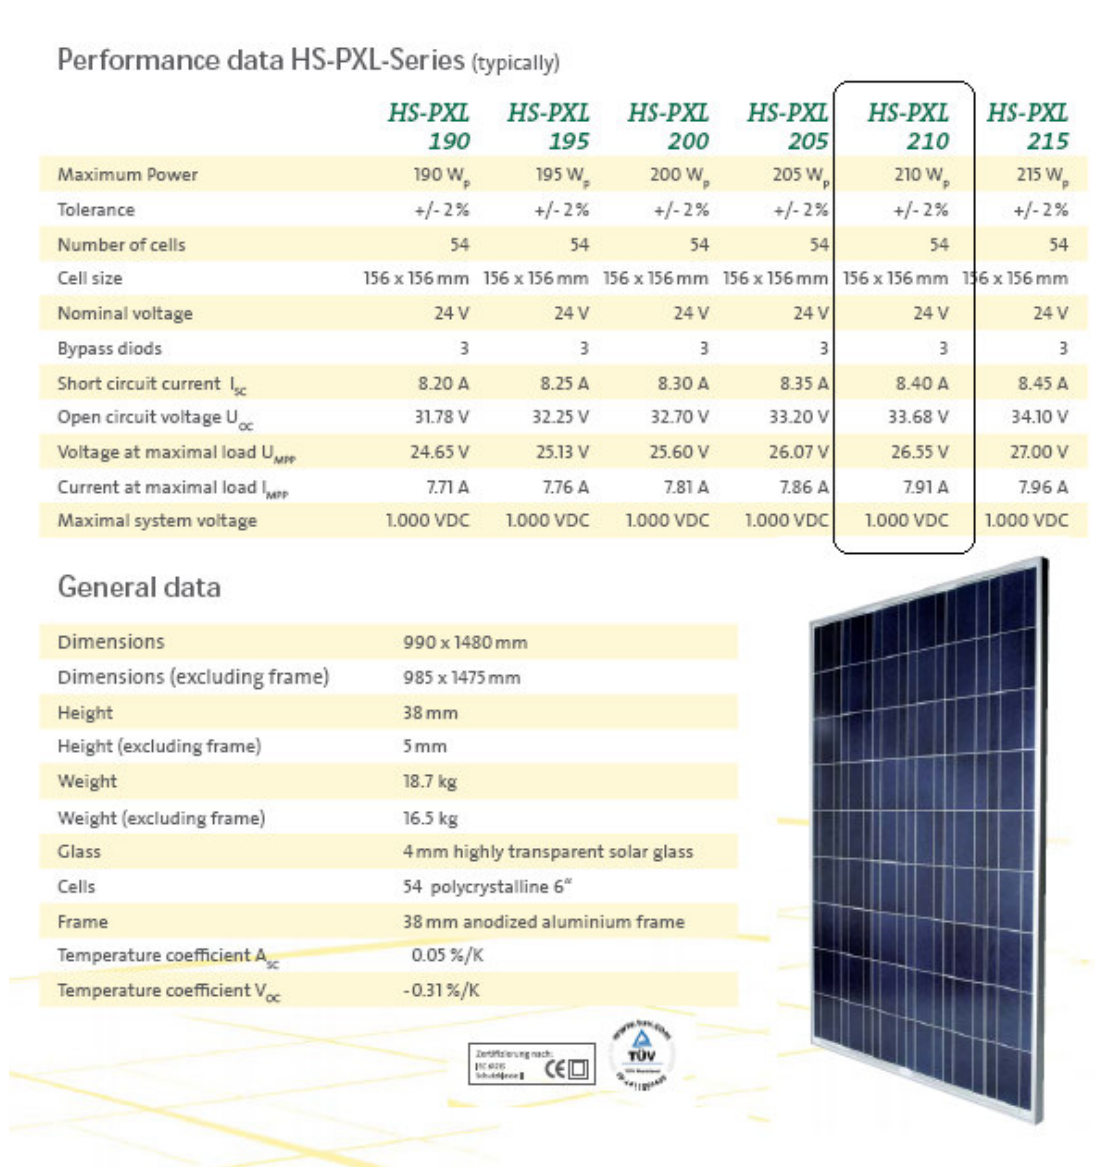 Performance data HS-PXL-Series (typically)
HS-PXL HS-PXL HS-PXL HS-PXL HS-PXL HS-PXL
190 195 200 205 210 215
Maximum Power 190 Wp 195 Wp 200 Wp 205 Wp 210 Wp 215 Wp
Tolerance +/- 2% +/- 2% +/- 2% +/- 2% +/- 2% +/- 2%
Number of cells 54 54 54 54 54 54
Cell size 156 x 156 mm 156 x 156 mm 156 x 156 mm 156 x 156 mm 156 x 156 mm 156 x 156 mm
Nominal voltage 24 V 24 V 24 V 24 V 24 V 24 V
Bypass diods 3 3 3 3 3 3
Short circuit current Isc 8.20 A 8.25 A 8.30 A 8.35 A 8.40 A 8.45 A
Open circuit voltage Uoc 31.78 V 32.25 V 32.70 V 33.20 V 33.68 V 34.10 V
Voltage at maximal load UMPP 24.65 V 25.13 V 25.60 V 26.07 V 26.55 V 27.00 V
Current at maximal load IMPP 7.71 A 7.76 A 7.81 A 7.86 A 7.91 A 7.96 A
Maximal system voltage 1.000 VDC 1.000 VDC 1.000 VDC 1.000 VDC 1.000 VDC 1.000 VDC
General data
Dimensions 990 x 1480 mm
Dimensions (excluding frame) 985 x 1475 mm
Height 38 mm
Height (excluding frame) 5 mm
Weight 18.7 kg
Weight (excluding frame) 16.5 kg
Glass 4 mm highly transparent solar glass
Cells 54 polycrystalline 6“
Frame 38 mm anodized aluminium frame
Temperature coefficient Asc 0.05 %/K
Temperature coefficient Voc -0.31 %/K
Zertifizierung nach:
Schutzklasse II
CE
www.tuv.com
TÜV